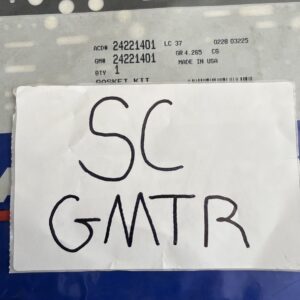 ACD# 24221401 LC 37 022B 03225
GM# 24221401 GR 4.265 C6
QTY 1 MADE IN USA
GASKET KIT
SC
GMTR